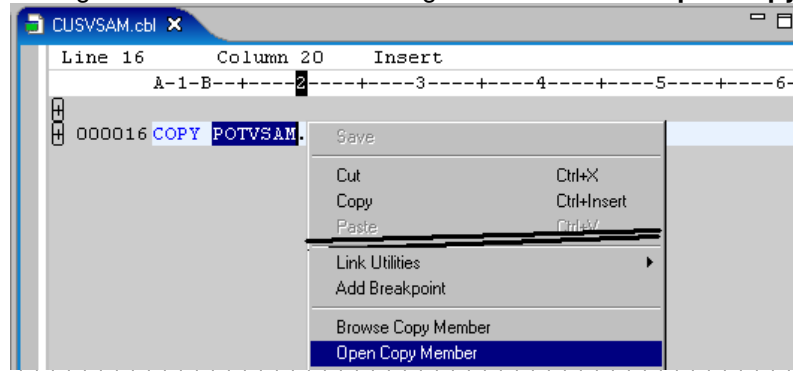 CUSVSAM.cbl
Line 16 Column 20 Insert
A-1-B--+----2----+----3----+----4----+----5----+----6-
000016 COPY POTVSAM.
Save
Cut Ctrl+X
Copy Ctrl+Insert
Paste Ctrl+V
Link Utilities
Add Breakpoint
Browse Copy Member
Open Copy Member